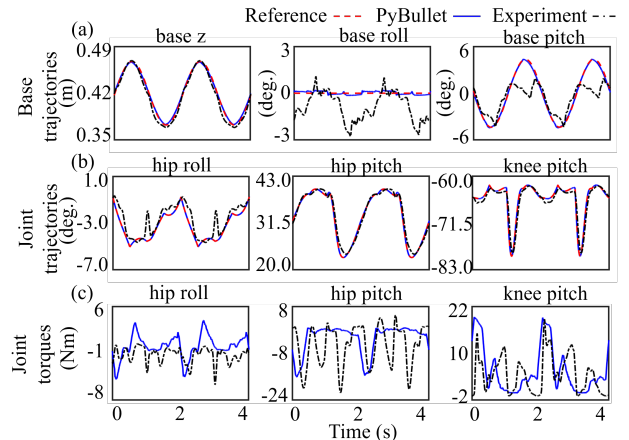 Reference PyBullet Experiment
(a) base z base roll base pitch
Base trajectories (m) 0.49 0.42 0.35
(deg.) 3 0 -3
(deg.) 6 0 -6
(b) hip roll hip pitch knee pitch
Joint trajectories (deg.) 1.0 -3.0 -7.0
43.0 31.5 20.0
-60.0 -71.5 -83.0
(c) hip roll hip pitch knee pitch
Joint torques (Nm) 6 -1 -8
8 -8 -24
22 10 -2
0 2 4 0 2 4 0 2 4
Time (s)